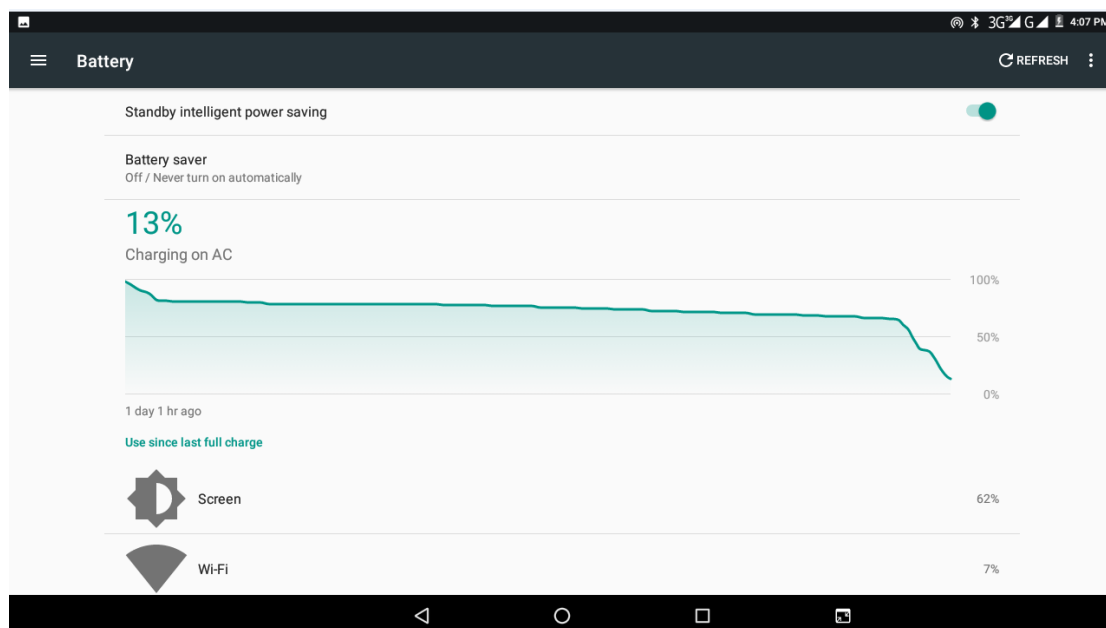 3G 3G G 4:07 PM
Battery REFRESH
Standby intelligent power saving
Battery saver
Off / Never turn on automatically
13%
Charging on AC
100%
50%
0%
1 day 1 hr ago
Use since last full charge
Screen 62%
Wi-Fi 7%